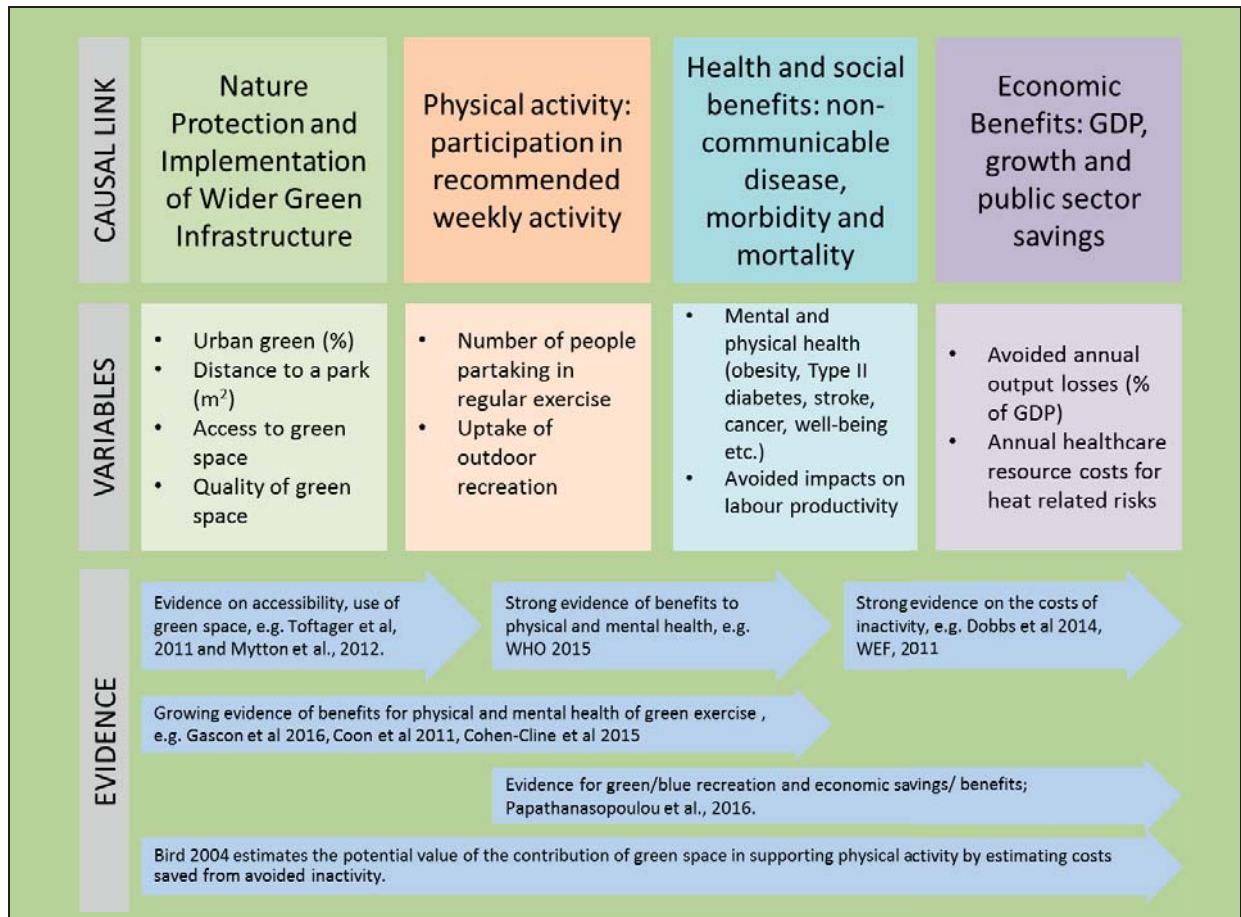 CAUSAL LINK
Nature
Protection and
Implementation
of Wider Green
Infrastructure
Physical activity:
participation in
recommended
weekly activity
Health and social
benefits: non-
communicable
disease,
morbidity and
mortality
Economic
Benefits: GDP,
growth and
public sector
savings
VARIABLES
• Urban green (%)
• Distance to a park
(m²)
• Access to green
space
• Quality of green
space
• Number of people
partaking in
regular exercise
• Uptake of
outdoor
recreation
• Mental and
physical health
(obesity, Type II
diabetes, stroke,
cancer, well-being
etc.)
• Avoided impacts on
labour productivity
• Avoided annual
output losses (%
of GDP)
• Annual healthcare
resource costs for
heat related risks
EVIDENCE
Evidence on accessibility, use of
green space, e.g. Toftager et al,
2011 and Mytton et al., 2012.
Strong evidence of benefits to
physical and mental health, e.g.
WHO 2015
Strong evidence on the costs of
inactivity, e.g. Dobbs et al 2014,
WEF, 2011
Growing evidence of benefits for physical and mental health of green exercise ,
e.g. Gascon et al 2016, Coon et al 2011, Cohen-Cline et al 2015
Evidence for green/blue recreation and economic savings/ benefits;
Papathanasopoulou et al., 2016.
Bird 2004 estimates the potential value of the contribution of green space in supporting physical activity by estimating costs
saved from avoided inactivity.